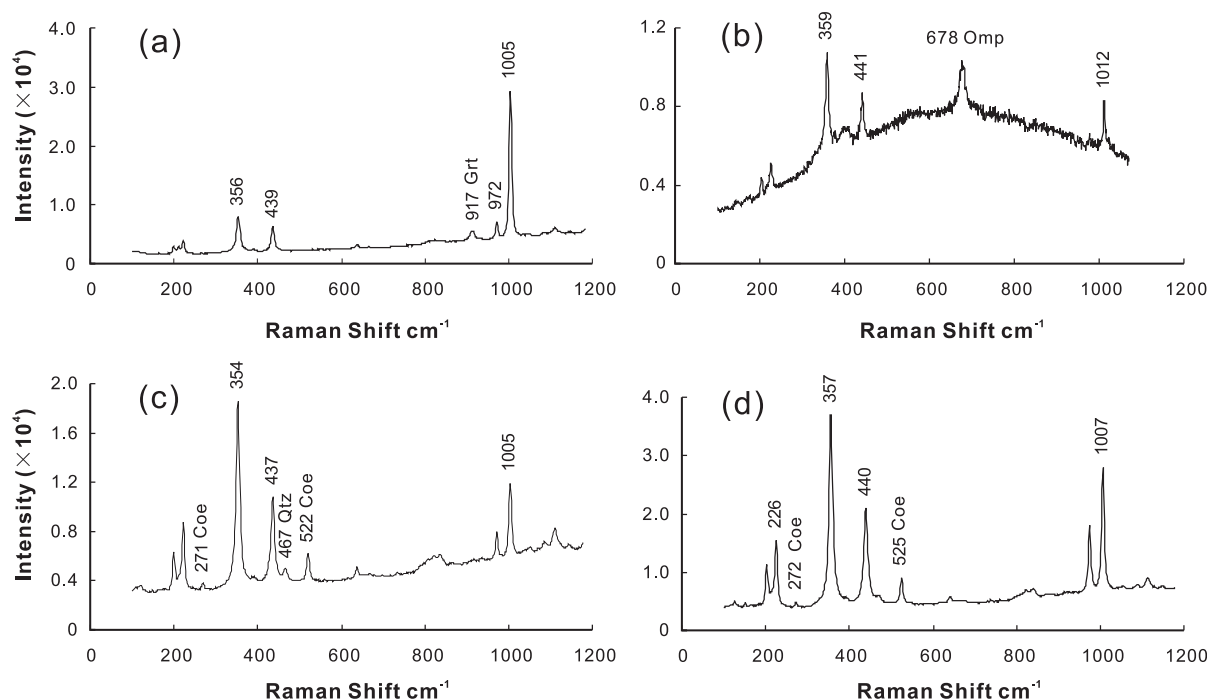 (a)
Intensity (×10⁴)
4.0
3.0
2.0
1.0
0
356
439
917 Grt
972
1005
0 200 400 600 800 1000 1200
Raman Shift cm⁻¹
(b)
1.2
0.8
0.4
0
359
441
678 Omp
1012
0 200 400 600 800 1000 1200
Raman Shift cm⁻¹
(c)
Intensity (×10⁴)
2.0
1.6
1.2
0.8
0.4
0
271 Coe
354
437
467 Qtz
522 Coe
1005
0 200 400 600 800 1000 1200
Raman Shift cm⁻¹
(d)
4.0
3.0
2.0
1.0
0
226
272 Coe
357
440
525 Coe
1007
0 200 400 600 800 1000 1200
Raman Shift cm⁻¹